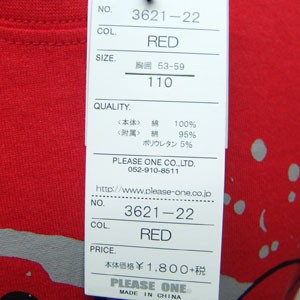 NO. 3621-22
COL. RED
SIZE. 胸囲 53-59
110
QUALITY.
〈本体〉 綿 100%
〈附属〉 綿 95%
ポリウレタン 5%
PLEASE ONE CO.,LTD.
052-910-8511
http://www.please-one.co.jp
NO. 3621-22
COL. RED
PRICE.
本体価格 ¥1,800+税
PLEASE ONE®
MADE IN CHINA